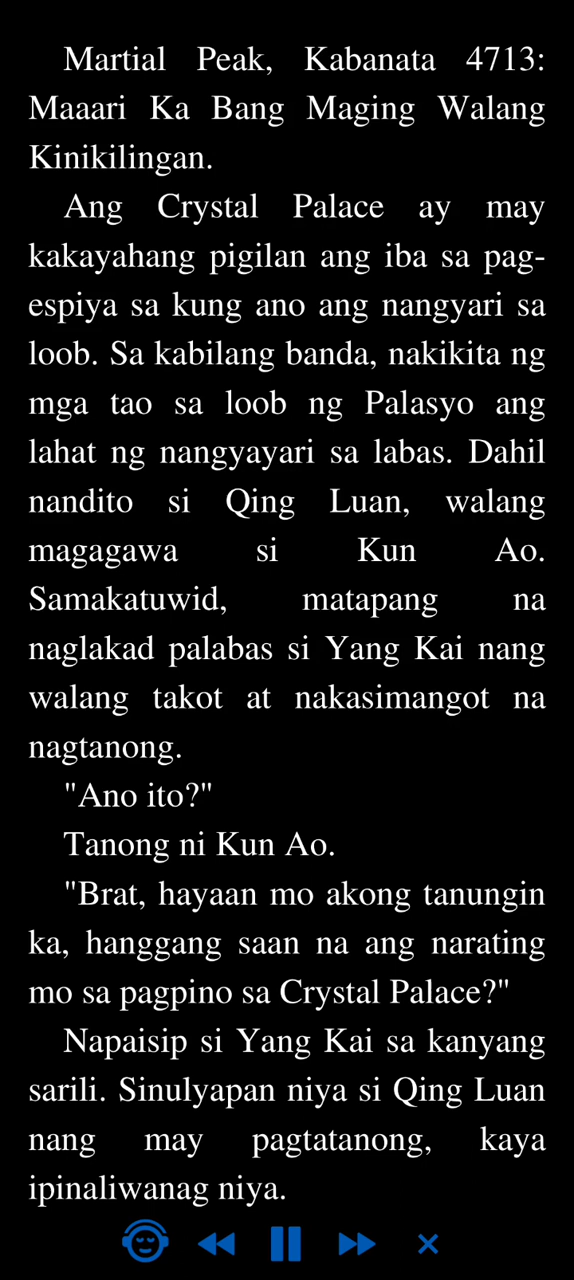 Martial Peak, Kabanata 4713:
Maaari Ka Bang Maging Walang
Kinikilingan.
Ang Crystal Palace ay may
kakayahang pigilan ang iba sa pag-
espiya sa kung ano ang nangyari sa
loob. Sa kabilang banda, nakikita ng
mga tao sa loob ng Palasyo ang
lahat ng nangyayari sa labas. Dahil
nandito si Qing Luan, walang
magagawa si Kun Ao.
Samakatuwid, matapang na
naglakad palabas si Yang Kai nang
walang takot at nakasimangot na
nagtanong.
"Ano ito?"
Tanong ni Kun Ao.
"Brat, hayaan mo akong tanungin
ka, hanggang saan na ang narating
mo sa pagpino sa Crystal Palace?"
Napaisip si Yang Kai sa kanyang
sarili. Sinulyapan niya si Qing Luan
nang may pagtatanong, kaya
ipinaliwanag niya.